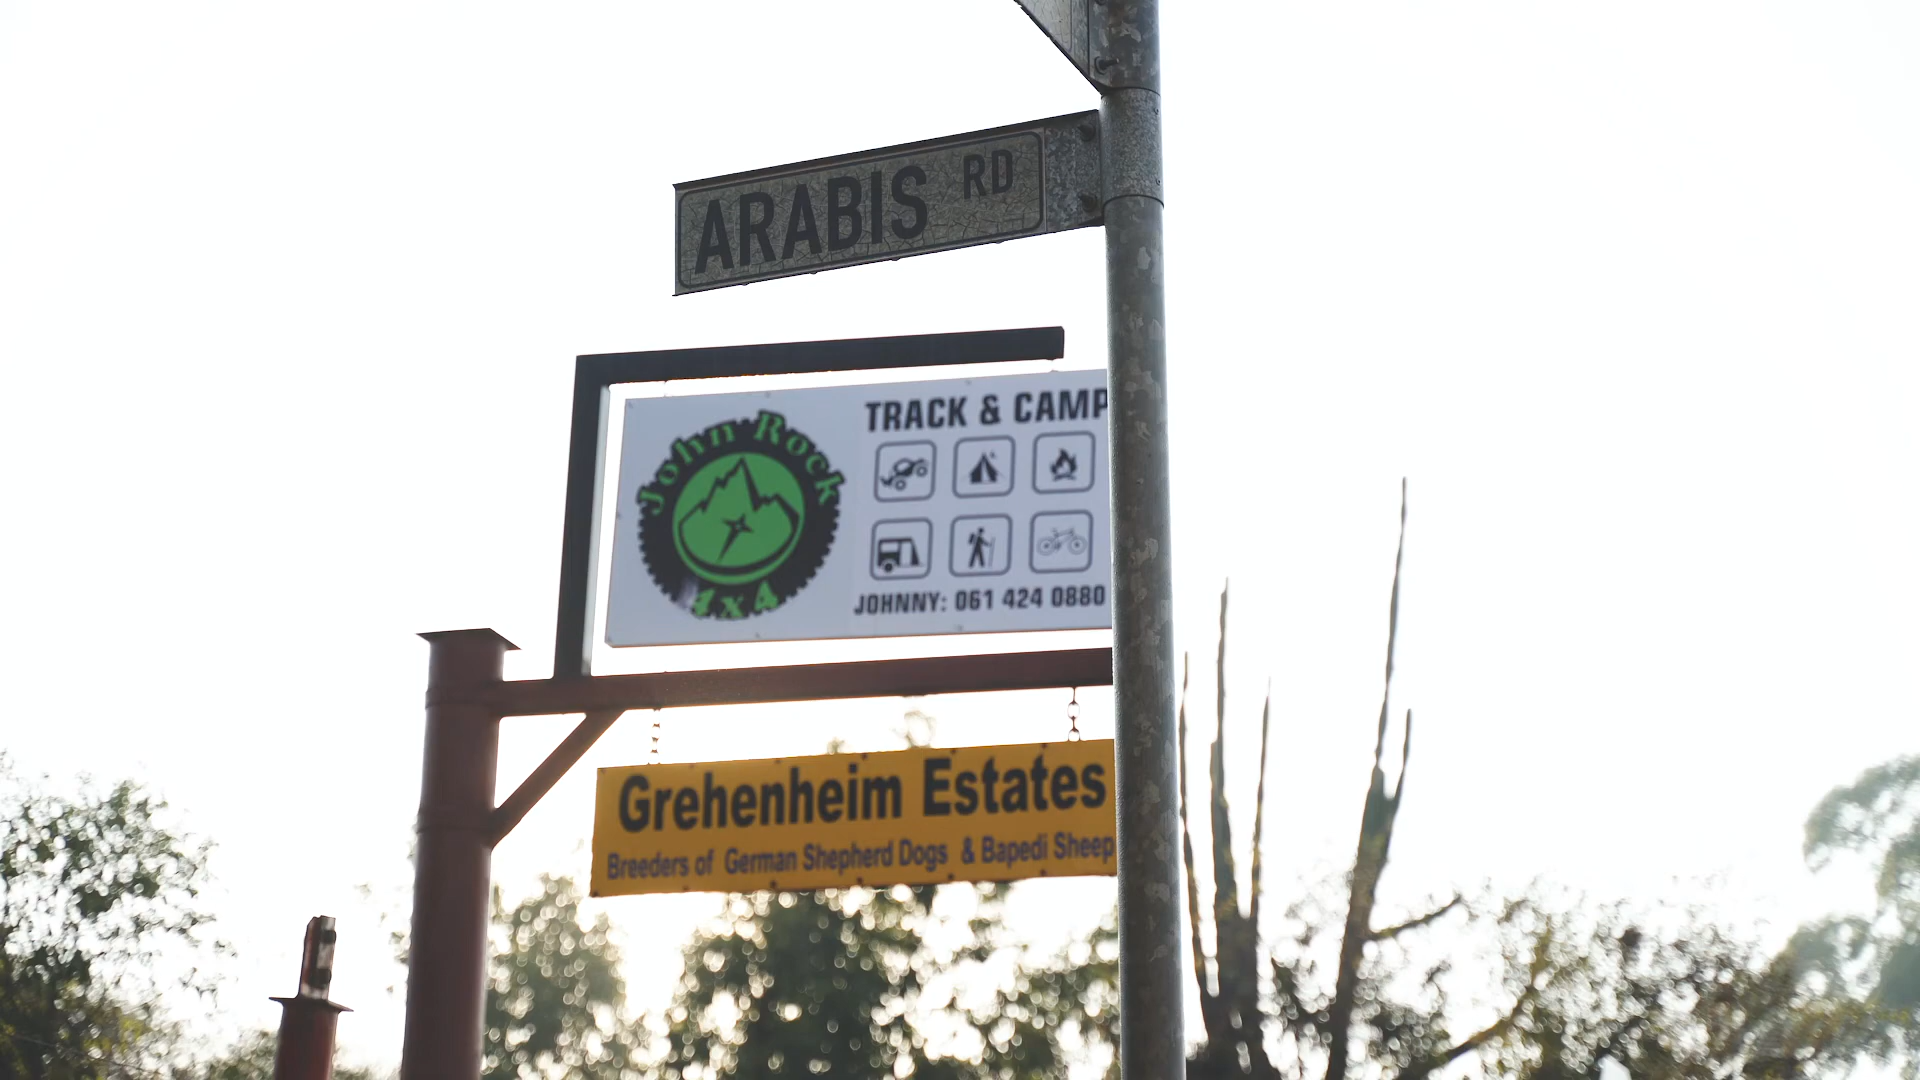 ARABIS RD
John Rock
4x4
TRACK & CAMP
JOHNNY: 061 424 0880
Grehenheim Estates
Breeders of German Shepherd Dogs & Bapedi Sheep